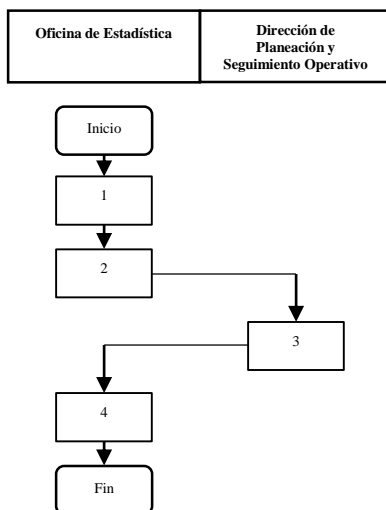 Oficina de Estadística
Dirección de
Planeación y
Seguimiento Operativo
Inicio
1
2
3
4
Fin